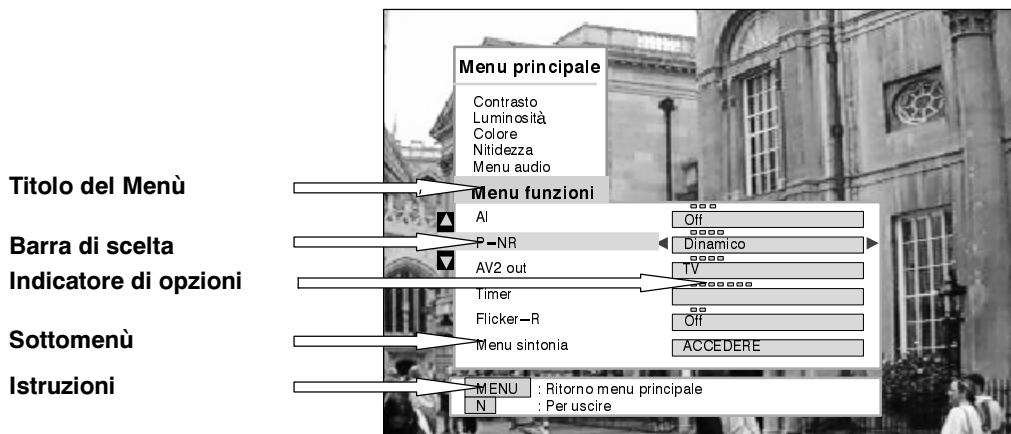 Menu principale
Contrasto
Luminosità
Colore
Nitidezza
Menu audio
Titolo del Menù
Menu funzioni
AI Off
Barra di scelta
P–NR Dinamico
Indicatore di opzioni
AV2 out TV
Timer
Flicker–R Off
Sottomenù
Menu sintonia ACCEDERE
Istruzioni
MENU : Ritorno menu principale
N : Per uscire